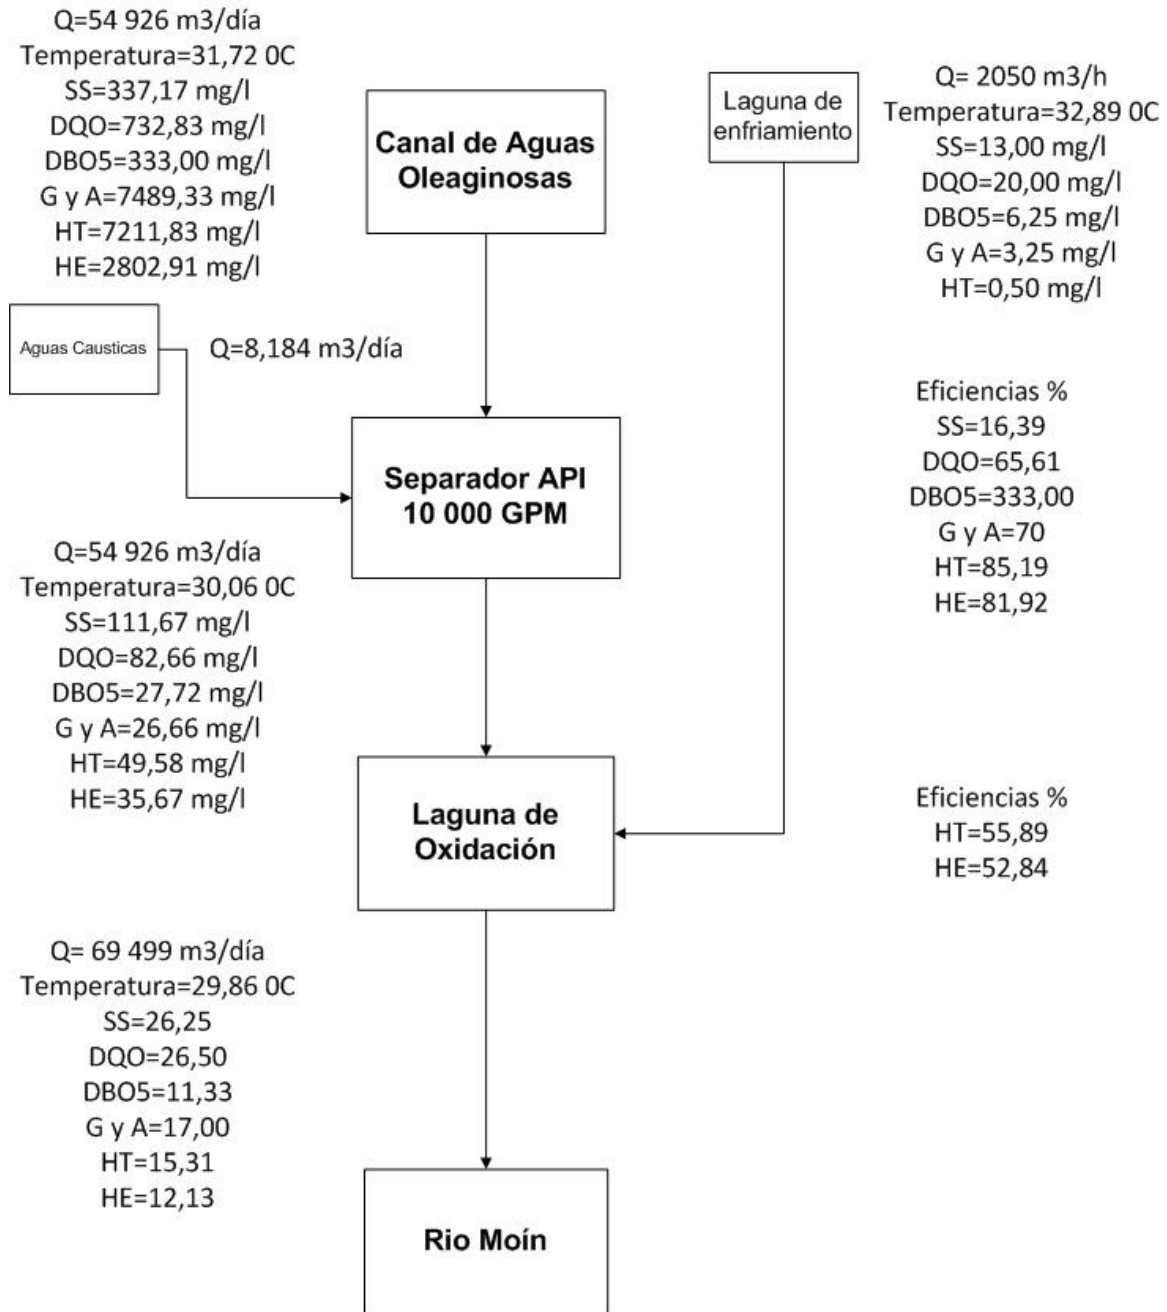 Q=54 926 m3/día
Temperatura=31,72 0C
SS=337,17 mg/l
DQO=732,83 mg/l
DBO5=333,00 mg/l
G y A=7489,33 mg/l
HT=7211,83 mg/l
HE=2802,91 mg/l
Canal de Aguas
Oleaginosas
Laguna de
enfriamiento
Q= 2050 m3/h
Temperatura=32,89 0C
SS=13,00 mg/l
DQO=20,00 mg/l
DBO5=6,25 mg/l
G y A=3,25 mg/l
HT=0,50 mg/l
Aguas Causticas
Q=8,184 m3/día
Separador API
10 000 GPM
Eficiencias %
SS=16,39
DQO=65,61
DBO5=333,00
G y A=70
HT=85,19
HE=81,92
Q=54 926 m3/día
Temperatura=30,06 0C
SS=111,67 mg/l
DQO=82,66 mg/l
DBO5=27,72 mg/l
G y A=26,66 mg/l
HT=49,58 mg/l
HE=35,67 mg/l
Laguna de
Oxidación
Eficiencias %
HT=55,89
HE=52,84
Q= 69 499 m3/día
Temperatura=29,86 0C
SS=26,25
DQO=26,50
DBO5=11,33
G y A=17,00
HT=15,31
HE=12,13
Rio Moín